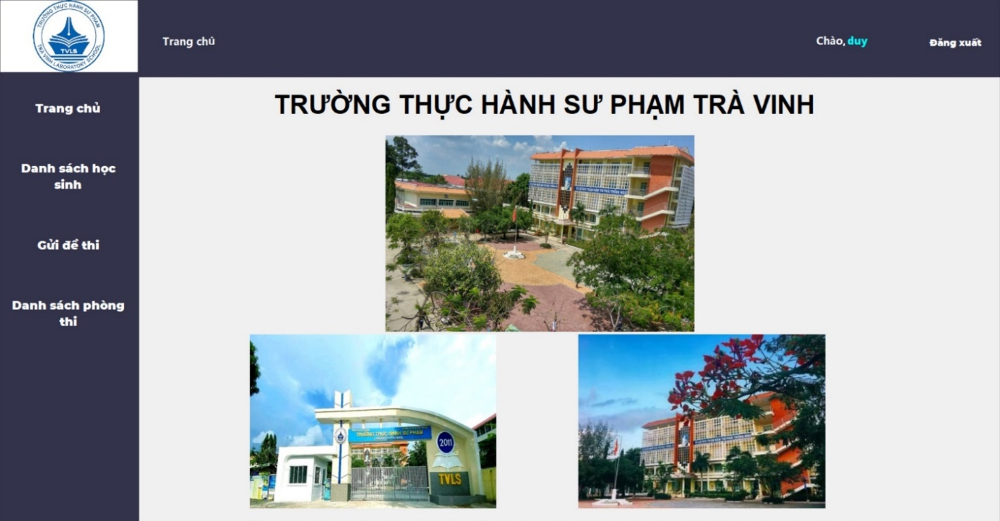 TRƯỜNG THỰC HÀNH SƯ PHẠM
TVLS
TRÀ VINH LABORATORY SCHOOL
Trang chủ
Chào, duy
Đăng xuất
Trang chủ
Danh sách học
sinh
Gửi đề thi
Danh sách phòng
thi
TRƯỜNG THỰC HÀNH SƯ PHẠM TRÀ VINH
TRƯỜNG THỰC HÀNH SƯ PHẠM
2011
TVLS